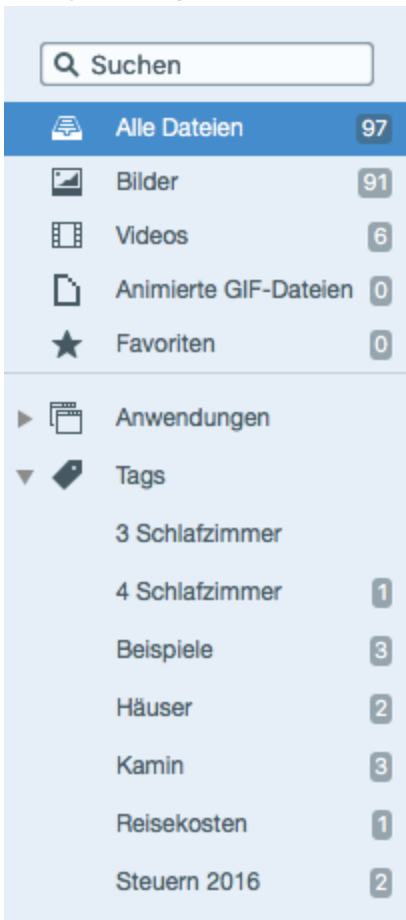 Suchen
Alle Dateien 97
Bilder 91
Videos 6
Animierte GIF-Dateien 0
Favoriten 0
Anwendungen
Tags
3 Schlafzimmer
4 Schlafzimmer 1
Beispiele 3
Häuser 2
Kamin 3
Reisekosten 1
Steuern 2016 2